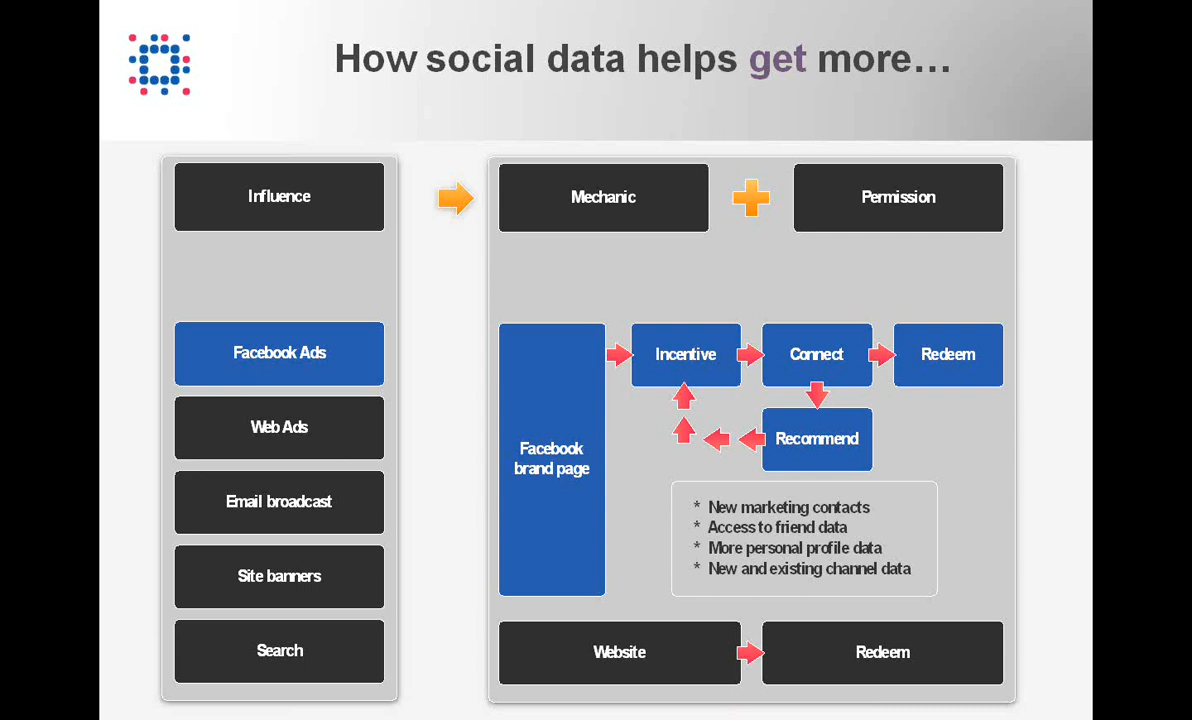 How social data helps get more…
Influence
Mechanic
Permission
Facebook Ads
Web Ads
Email broadcast
Site banners
Search
Facebook
brand page
Incentive
Connect
Redeem
Recommend
* New marketing contacts
* Access to friend data
* More personal profile data
* New and existing channel data
Website
Redeem